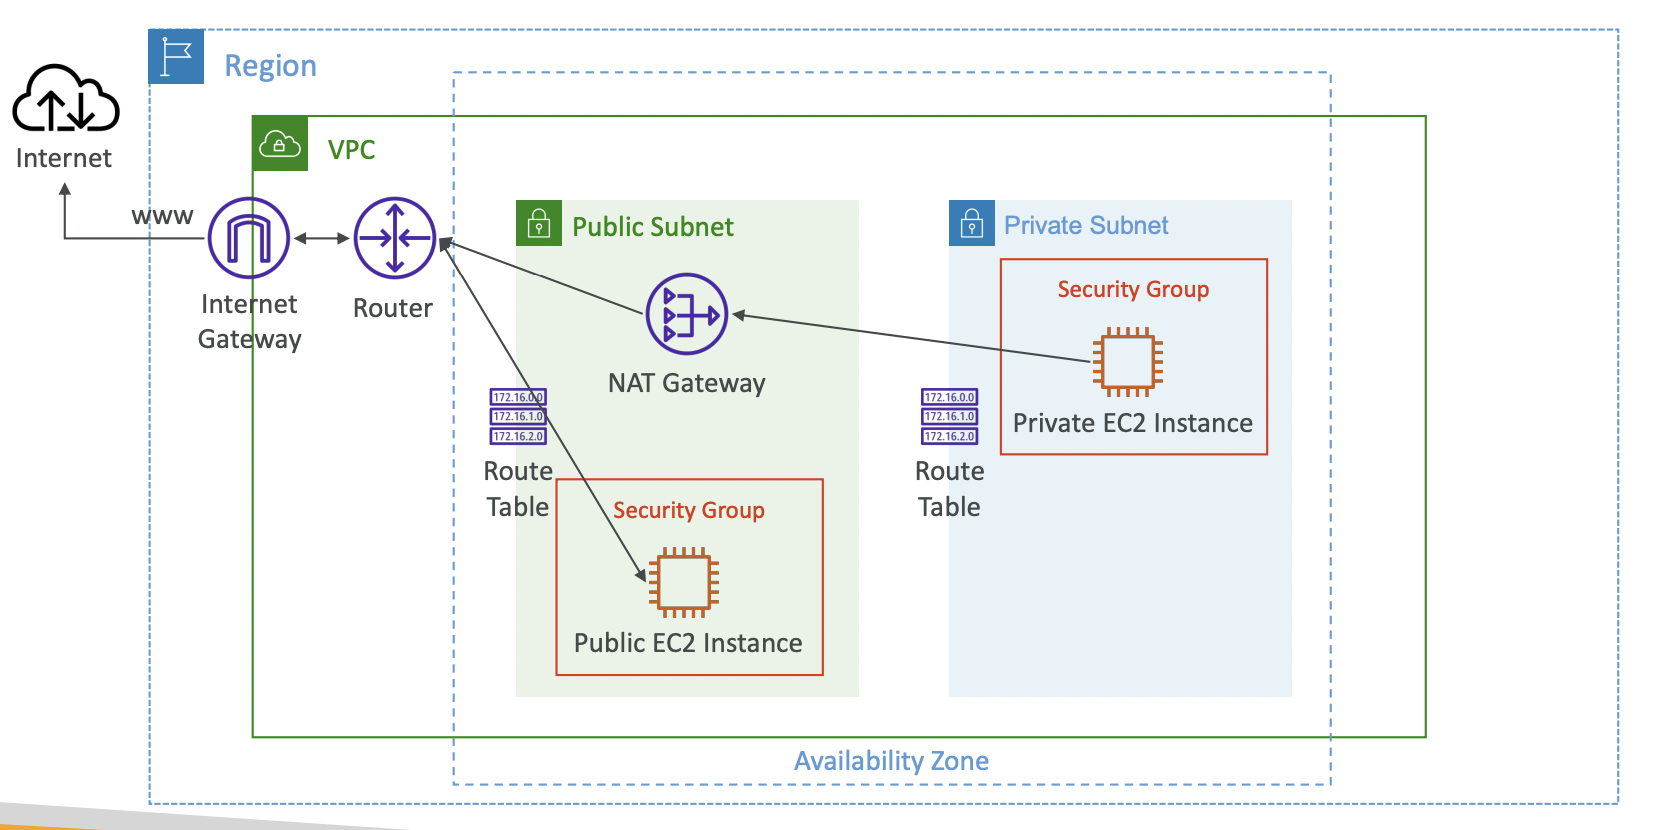 Region
Internet
VPC
www
Internet
Gateway
Router
Public Subnet
NAT Gateway
172.16.0.0
172.16.1.0
172.16.2.0
Route
Table
Security Group
Public EC2 Instance
Private Subnet
Security Group
Private EC2 Instance
172.16.0.0
172.16.1.0
172.16.2.0
Route
Table
Availability Zone